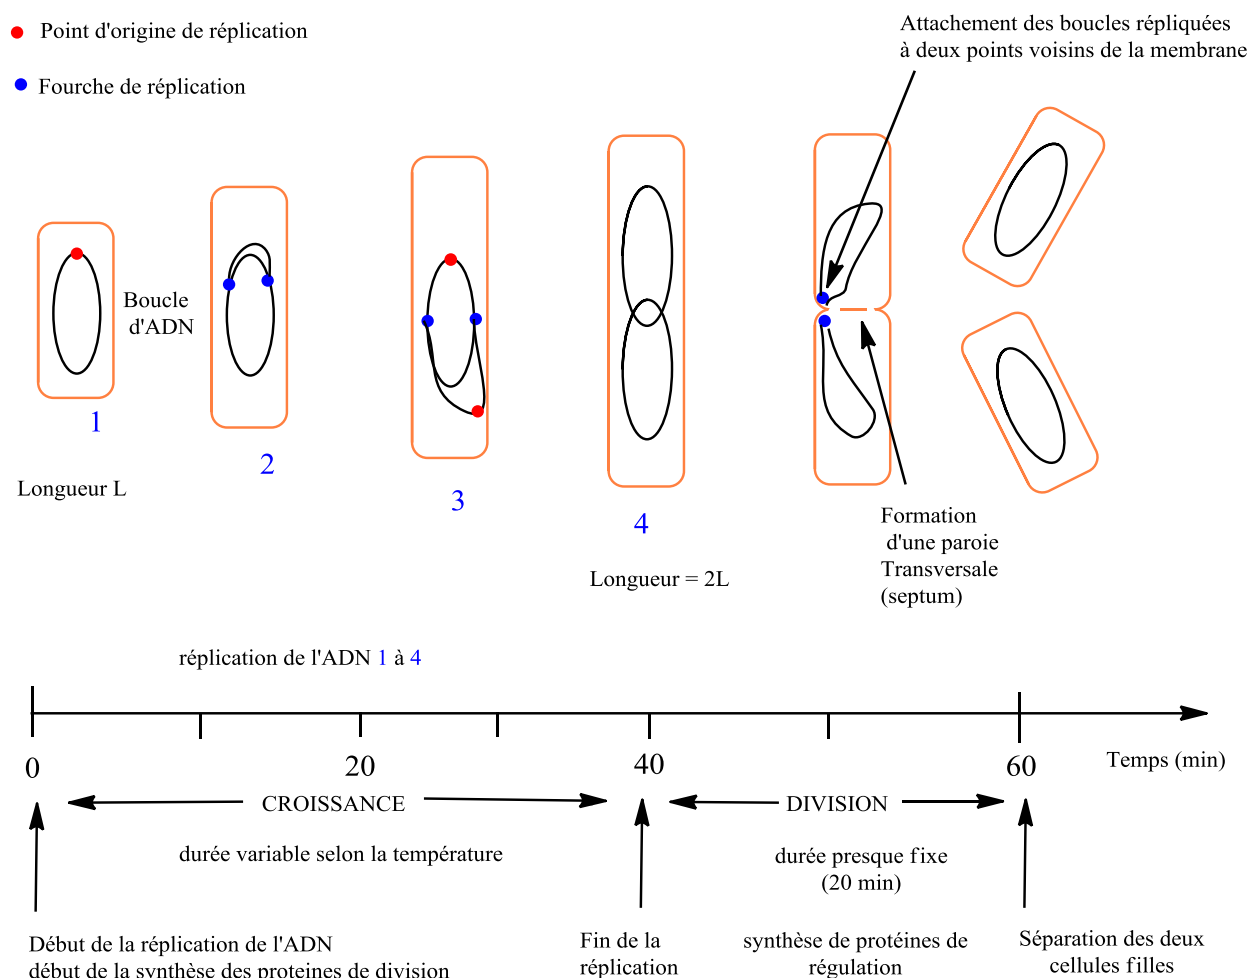 Point d'origine de réplication
Fourche de réplication
Attachement des boucles répliquées
à deux points voisins de la membrane
Boucle
d'ADN
1
2
3
4
Longueur L
Longueur = 2L
Formation
d'une paroie
Transversale
(septum)
réplication de l'ADN 1 à 4
0
20
40
60
Temps (min)
CROISSANCE
DIVISION
durée variable selon la température
durée presque fixe
(20 min)
Début de la réplication de l'ADN
début de la synthèse des proteines de division
Fin de la
réplication
synthèse de protéines de
régulation
Séparation des deux
cellules filles